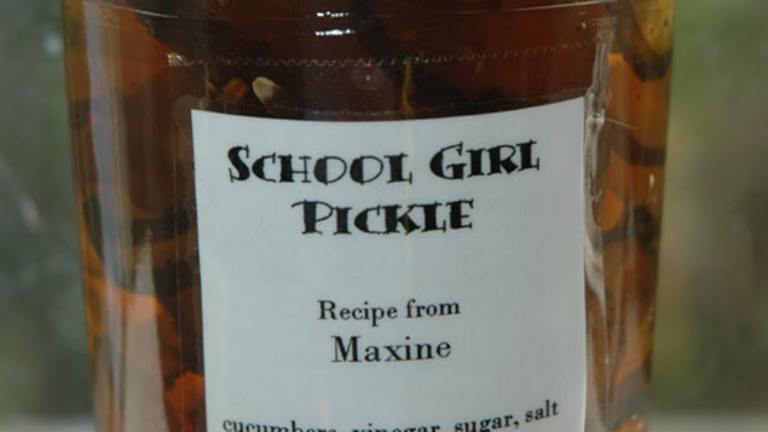 School Girl
Pickle
Recipe from
Maxine
cucumbers, vinegar, sugar, salt